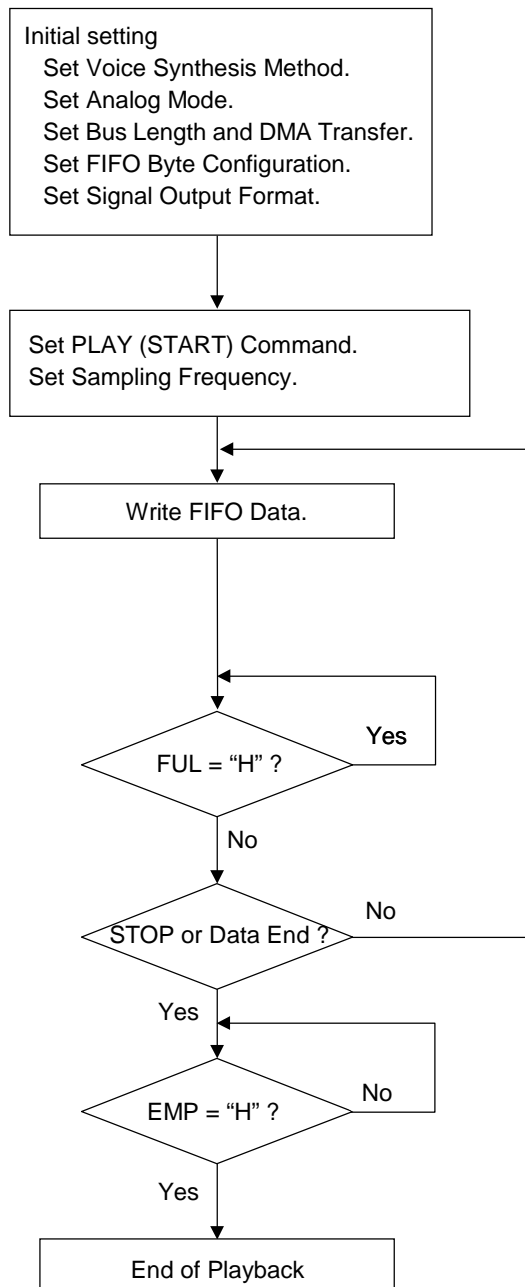 Initial setting
Set Voice Synthesis Method.
Set Analog Mode.
Set Bus Length and DMA Transfer.
Set FIFO Byte Configuration.
Set Signal Output Format.
Set PLAY (START) Command.
Set Sampling Frequency.
Write FIFO Data.
Yes
FUL = “H” ?
No
No
STOP or Data End ?
Yes
EMP = “H” ?
No
Yes
End of Playback